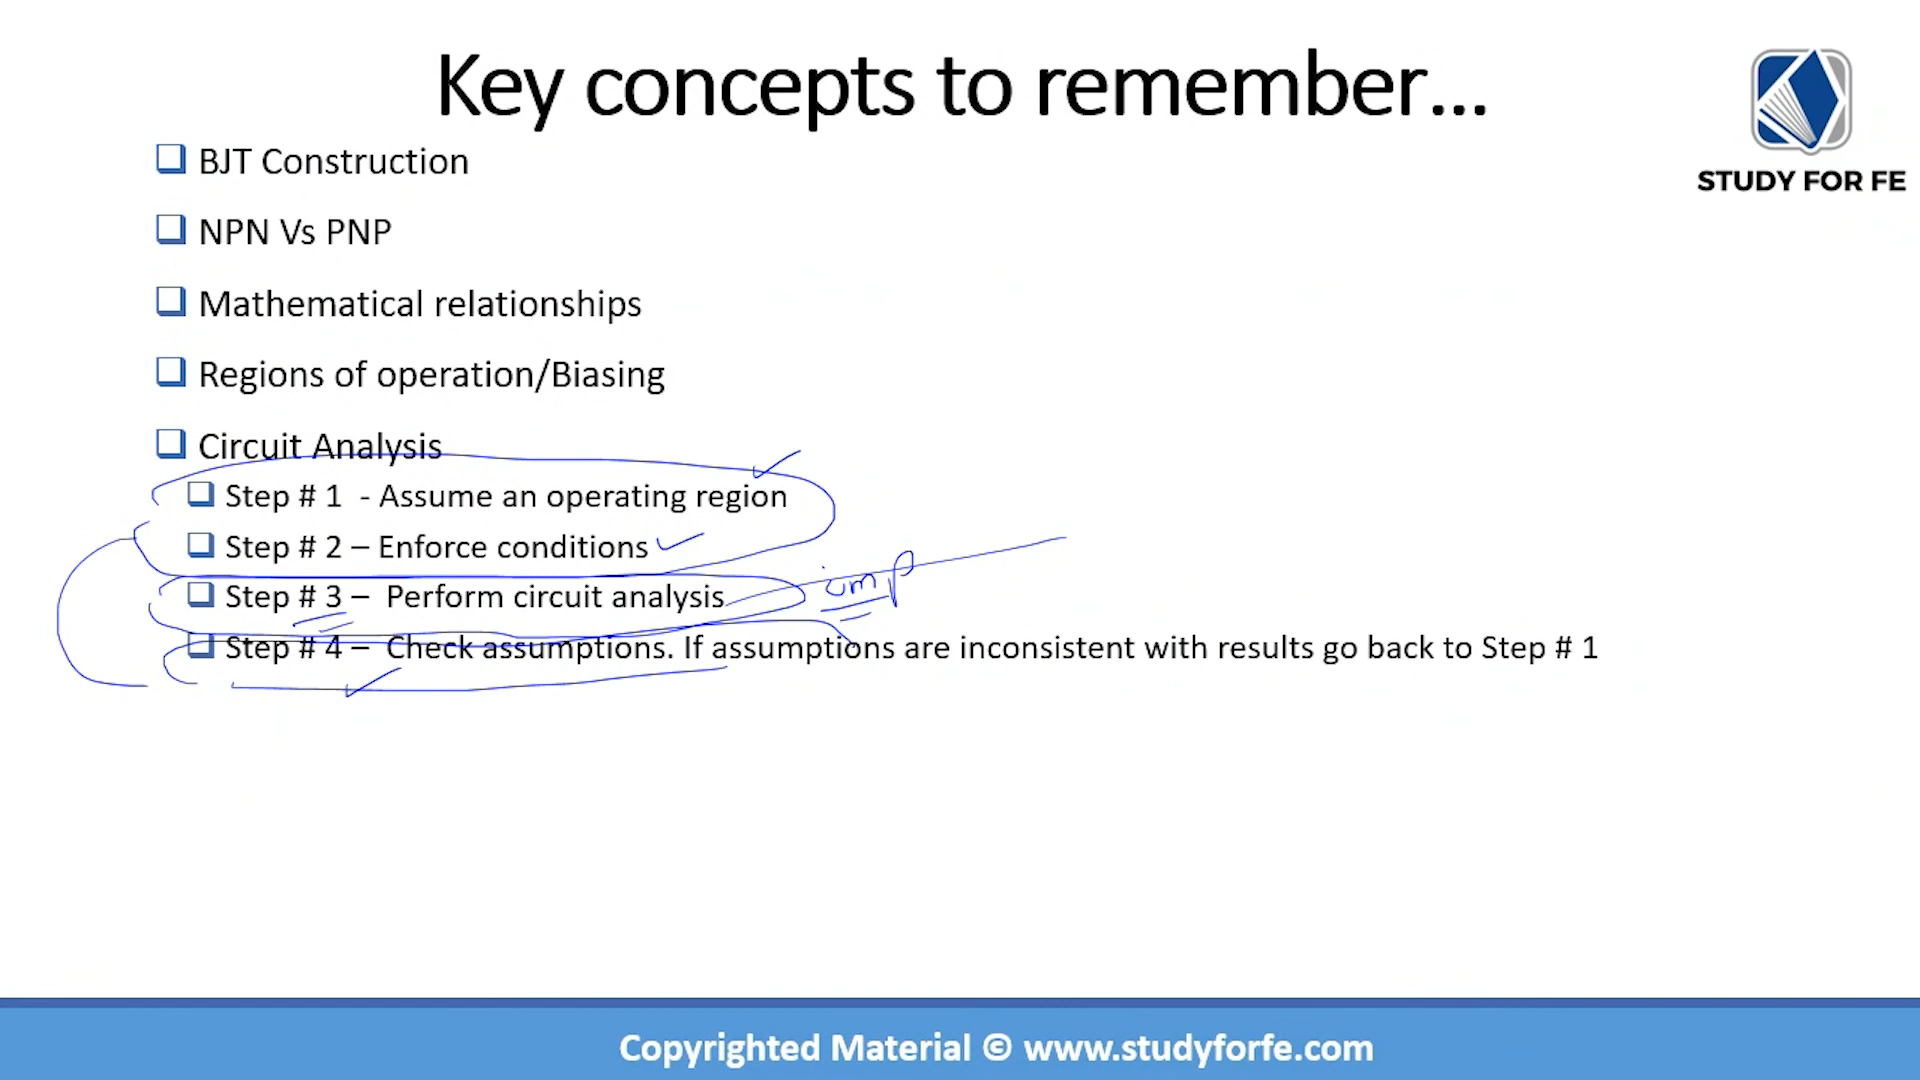 Key concepts to remember...
STUDY FOR FE
BJT Construction
NPN Vs PNP
Mathematical relationships
Regions of operation/Biasing
Circuit Analysis
Step # 1 - Assume an operating region
Step # 2 – Enforce conditions
Step # 3 – Perform circuit analysis
imp
Step # 4 – Check assumptions. If assumptions are inconsistent with results go back to Step # 1
Copyrighted Material © www.studyforfe.com